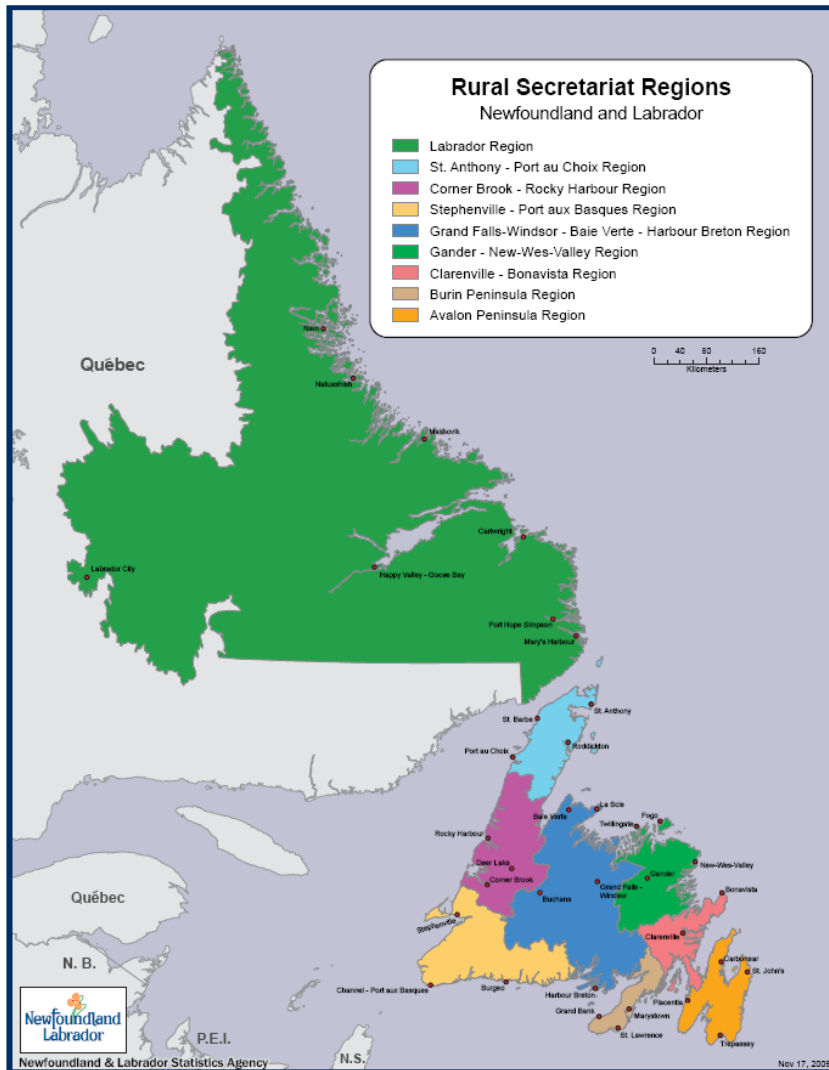 Rural Secretariat Regions
Newfoundland and Labrador
Labrador Region
St. Anthony - Port au Choix Region
Corner Brook - Rocky Harbour Region
Stephenville - Port aux Basques Region
Grand Falls-Windsor - Baie Verte - Harbour Breton Region
Gander - New-Wes-Valley Region
Clarenville - Bonavista Region
Burin Peninsula Region
Avalon Peninsula Region
Nain
0 40 80 160
Kilometers
Québec
Natuashish
Makkovik
Cartwright
Labrador City
Happy Valley - Goose Bay
Port Hope Simpson
Mary's Harbour
St. Anthony
St. Barbe
Roddickton
Port au Choix
La Scie
Baie Verte
Fogo
Twillingate
Rocky Harbour
Deer Lake
New-Wes-Valley
Gander
Corner Brook
Grand Falls -
Windsor
Buchans
Bonavista
Québec
Stephenville
Clarenville
N. B.
Carbonear
St. John's
Channel - Port aux Basques
Burgeo
Harbour Breton
Placentia
Grand Bank
Marystown
St. Lawrence
Trepassey
Newfoundland
Labrador
P.E.I.
N.S.
Newfoundland & Labrador Statistics Agency
Nov 17, 2009